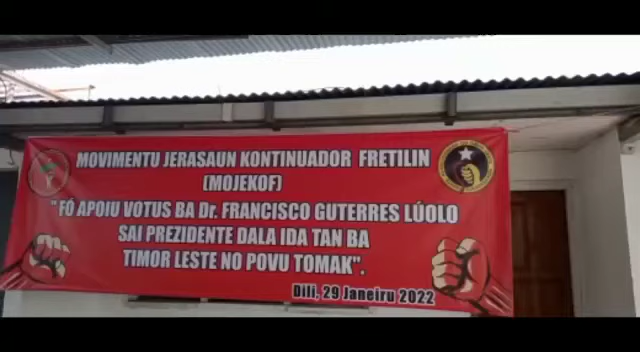 MOVIMENTU JERASAUN KONTINUADOR FRETILIN
(MOJEKOF)
"FÓ APOIU VOTUS BA Dr. FRANCISCO GUTERRES LÚOLO
SAI PREZIDENTE DALA IDA TAN BA
TIMOR LESTE NO POVU TOMAK".
Dili, 29 Janeiru 2022